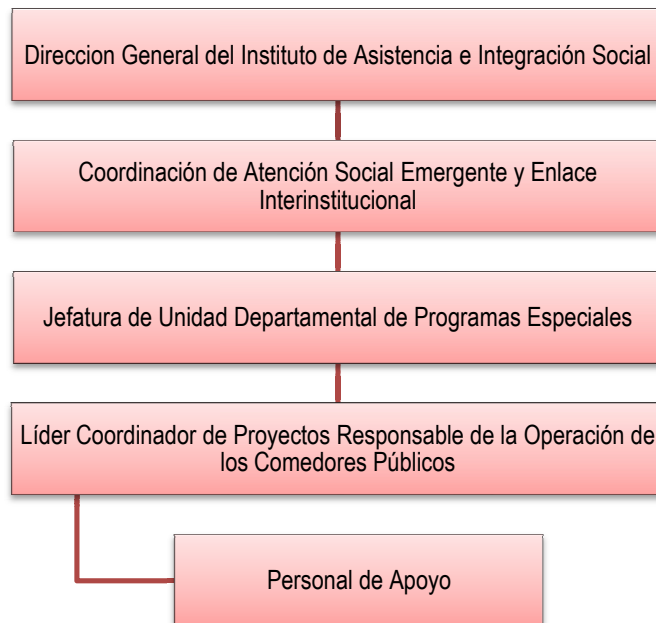 Direccion General del Instituto de Asistencia e Integración Social
Coordinación de Atención Social Emergente y Enlace
Interinstitucional
Jefatura de Unidad Departamental de Programas Especiales
Líder Coordinador de Proyectos Responsable de la Operación de
los Comedores Públicos
Personal de Apoyo